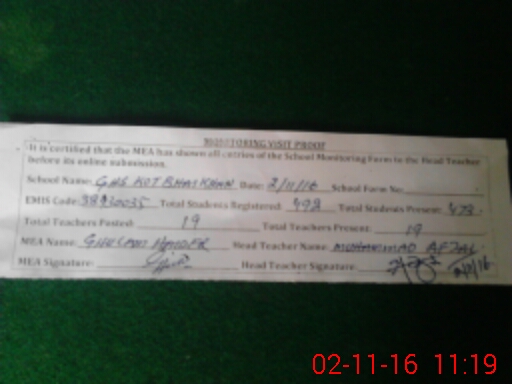 MONITORING VISIT PROOF
It is certified that the MEA has shown all entries of the School Monitoring Form to the Head Teacher
before its online submission.
School Name: GHS KOT BHAI KHAN Date: 2/11/16 School Form No:
EMIS Code: Total Students Registered: 492 Total Students Present: 473
Total Teachers Posted: 19 Total Teachers Present: 19
MEA Name: GHULAM HAIDER Head Teacher Name: MUHAMMAD AFZAL
MEA Signature: Head Teacher Signature:
02-11-16 11:19